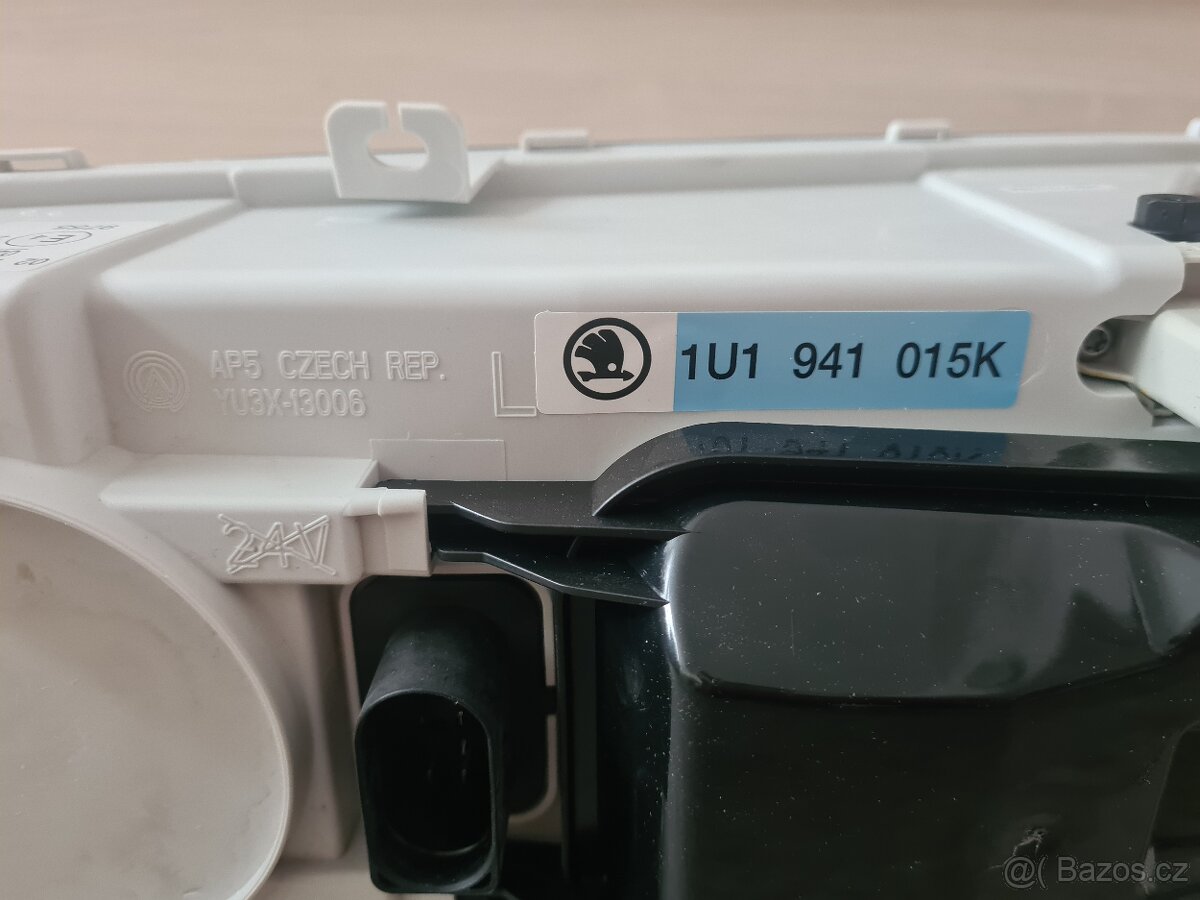 AP5 CZECH REP.
YU3X-13006
L
1U1 941 015K
@( Bazos.cz